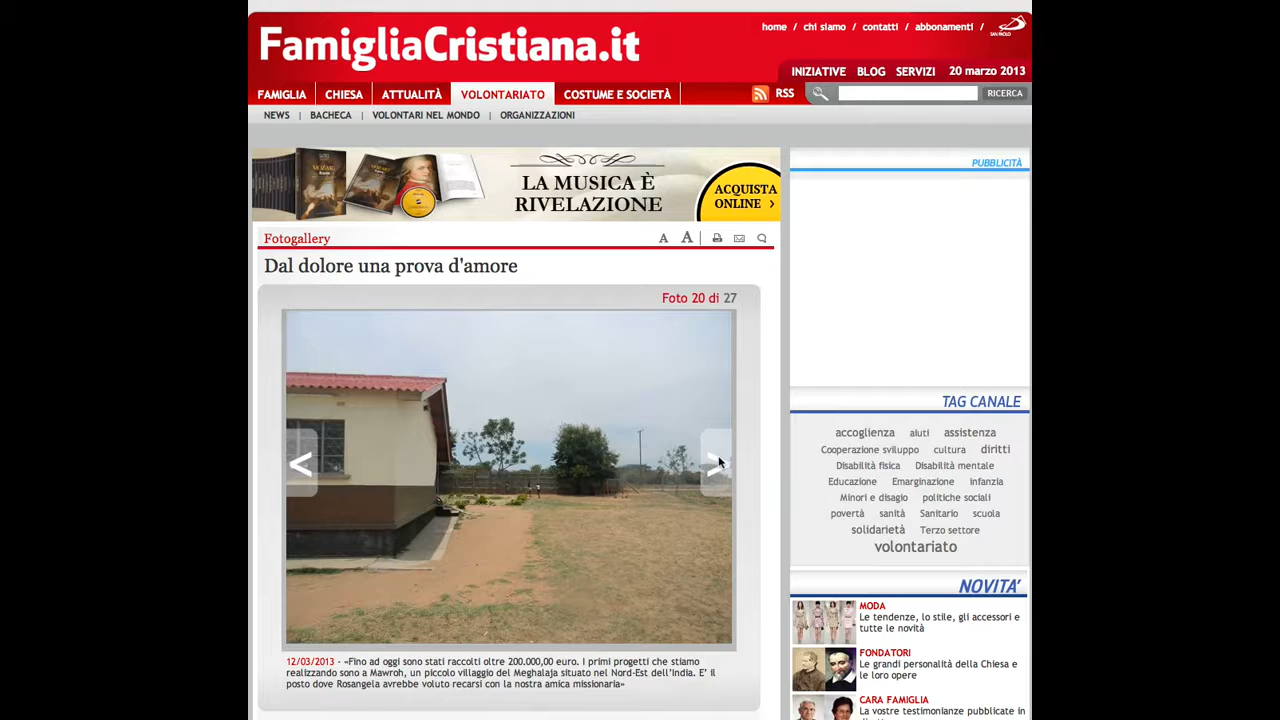 FamigliaCristiana.it
home / chi siamo / contatti / abbonamenti /
SAN PAOLO
INIZIATIVE BLOG SERVIZI 20 marzo 2013
FAMIGLIA CHIESA ATTUALITÀ VOLONTARIATO COSTUME E SOCIETÀ RSS RICERCA
NEWS | BACHECA | VOLONTARI NEL MONDO | ORGANIZZAZIONI
MOZART
LA MUSICA È
RIVELAZIONE
ACQUISTA
ONLINE >
PUBBLICITÀ
Fotogallery A A
Dal dolore una prova d'amore
Foto 20 di 27
< >
12/03/2013 - «Fino ad oggi sono stati raccolti oltre 200.000,00 euro. I primi progetti che stiamo
realizzando sono a Mawroh, un piccolo villaggio del Meghalaja situato nel Nord-Est dell'India. E' il
posto dove Rosangela avrebbe voluto recarsi con la nostra amica missionaria»
TAG CANALE
accoglienza aiuti assistenza
Cooperazione sviluppo cultura diritti
Disabilità fisica Disabilità mentale
Educazione Emarginazione infanzia
Minori e disagio politiche sociali
povertà sanità Sanitario scuola
solidarietà Terzo settore
volontariato
NOVITA'
MODA
Le tendenze, lo stile, gli accessori e
tutte le novità
FONDATORI
Le grandi personalità della Chiesa e
le loro opere
CARA FAMIGLIA
La vostre testimonianze pubblicate in